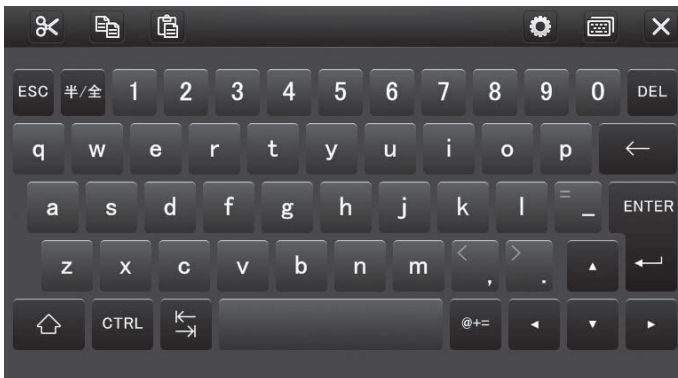 ESC 半/全 1 2 3 4 5 6 7 8 9 0 DEL
q w e r t y u i o p ←
a s d f g h j k l = _ ENTER
z x c v b n m < , > . ▲ ↵
⇧ CTRL ⇤⇥ @+= ◀ ▼ ▶